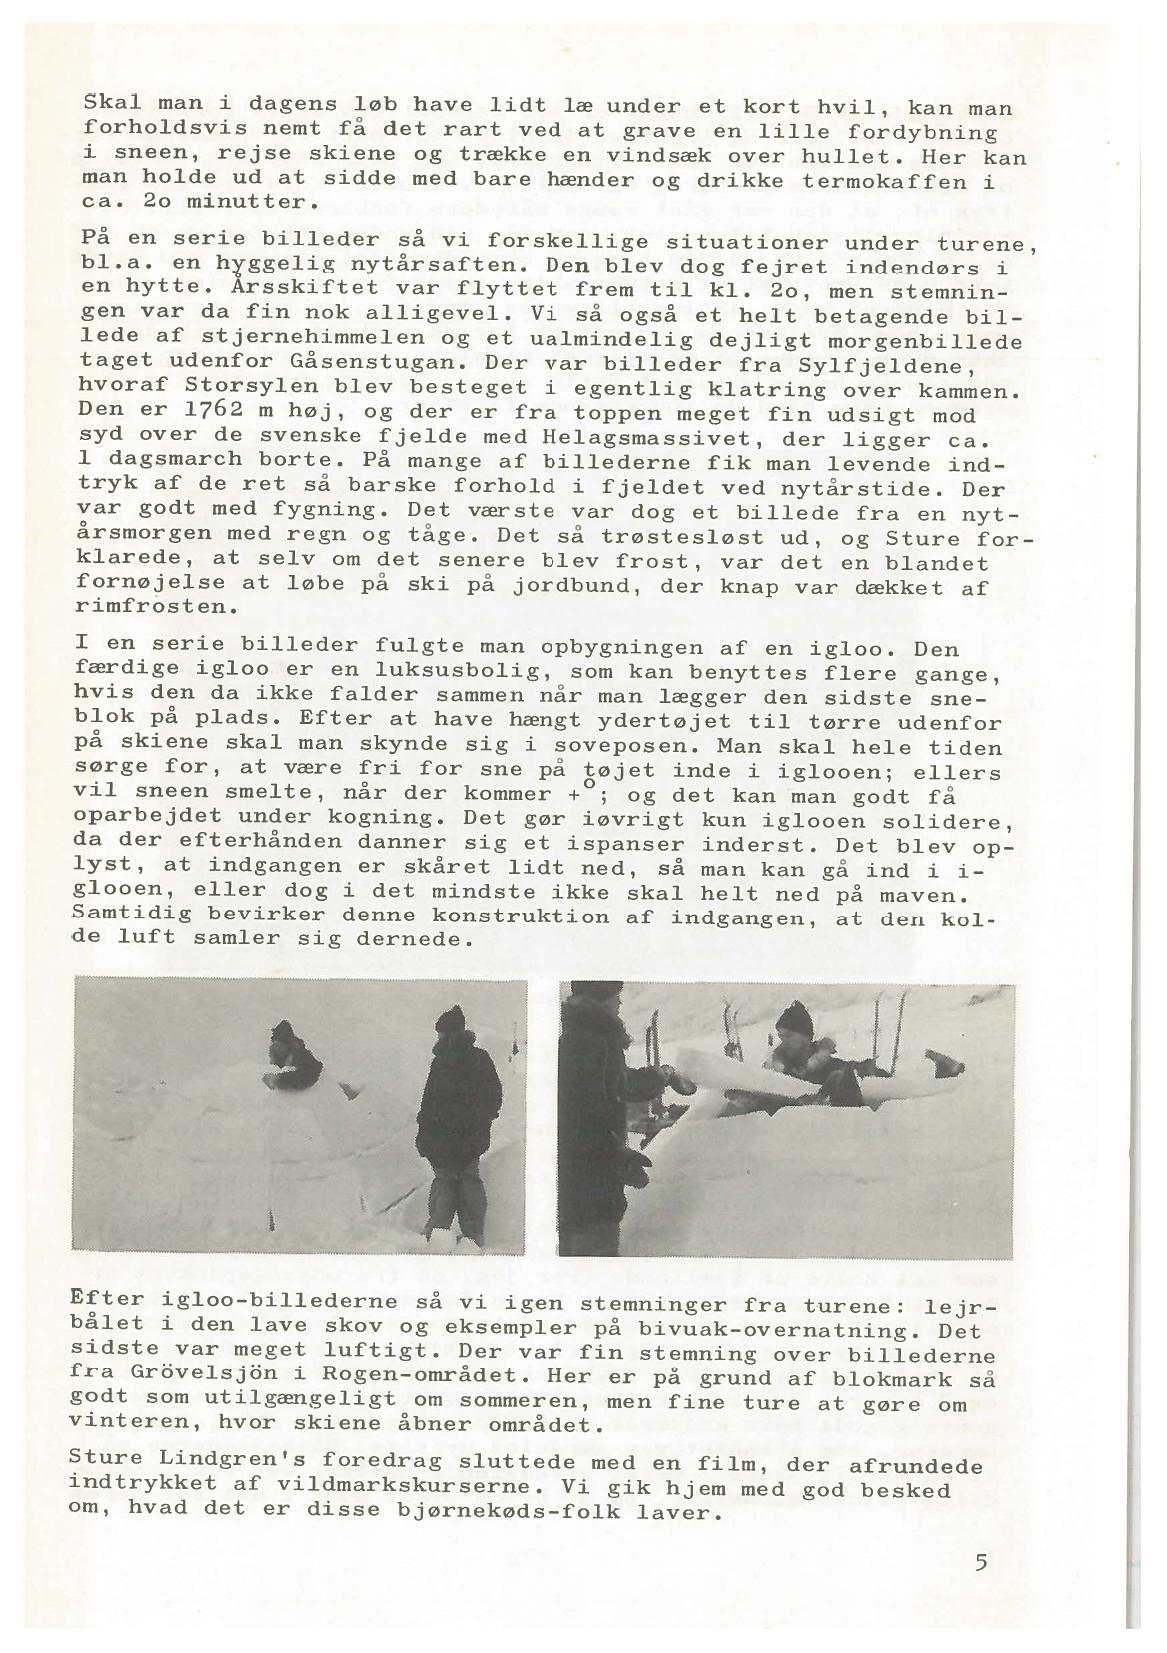 Skal man i dagens løb have lidt læ under et kort hvil, kan man
forholdsvis nemt få det rart ved at grave en lille fordybning
i sneen, rejse skiene og trække en vindsæk over hullet. Her kan
man holde ud at sidde med bare hænder og drikke termokaffen i
ca. 2o minutter.
På en serie billeder så vi forskellige situationer under turene,
bl.a. en hyggelig nytårsaften. Den blev dog fejret indendørs i
en hytte. Årsskiftet var flyttet frem til kl. 2o, men stemnin-
gen var da fin nok alligevel. Vi så også et helt betagende bil-
lede af stjernehimmelen og et ualmindelig dejligt morgenbillede
taget udenfor Gåsenstugan. Der var billeder fra Sylfjeldene,
hvoraf Storsylen blev besteget i egentlig klatring over kammen.
Den er 1762 m høj, og der er fra toppen meget fin udsigt mod
syd over de svenske fjelde med Helagsmassivet, der ligger ca.
l dagsmarch borte. På mange af billederne fik man levende ind-
tryk af de ret så barske forhold i fjeldet ved nytårstide. Der
var godt med fygning. Det værste var dog et billede fra en nyt-
årsmorgen med regn og tåge. Det så trøstesløst ud, og Sture for-
klarede, at selv om det senere blev frost, var det en blandet
fornøjelse at løbe på ski på jordbund, der knap var dækket af
rimfrosten.
I en serie billeder fulgte man opbygningen af en igloo. Den
færdige igloo er en luksusbolig, som kan benyttes flere gange,
hvis den da ikke falder sammen når man lægger den sidste sne-
blok på plads. Efter at have hængt ydertøjet til tørre udenfor
på skiene skal man skynde sig i soveposen. Man skal hele tiden
sørge for, at være fri for sne på tøjet inde i iglooen; ellers
vil sneen smelte, når der kommer +°; og det kan man godt få
oparbejdet under kogning. Det gør iøvrigt kun iglooen solidere,
da der efterhånden danner sig et ispanser inderst. Det blev op-
lyst, at indgangen er skåret lidt ned, så man kan gå ind i i-
glooen, eller dog i det mindste ikke skal helt ned på maven.
Samtidig bevirker denne konstruktion af indgangen, at den kol-
de luft samler sig dernede.
Efter igloo-billederne så vi igen stemninger fra turene: lejr-
bålet i den lave skov og eksempler på bivuak-overnatning. Det
sidste var meget luftigt. Der var fin stemning over billederne
fra Grövelsjön i Rogen-området. Her er på grund af blokmark så
godt som utilgængeligt om sommeren, men fine ture at gøre om
vinteren, hvor skiene åbner området.
Sture Lindgren's foredrag sluttede med en film, der afrundede
indtrykket af vildmarkskurserne. Vi gik hjem med god besked
om, hvad det er disse bjørnekøds-folk laver.
5